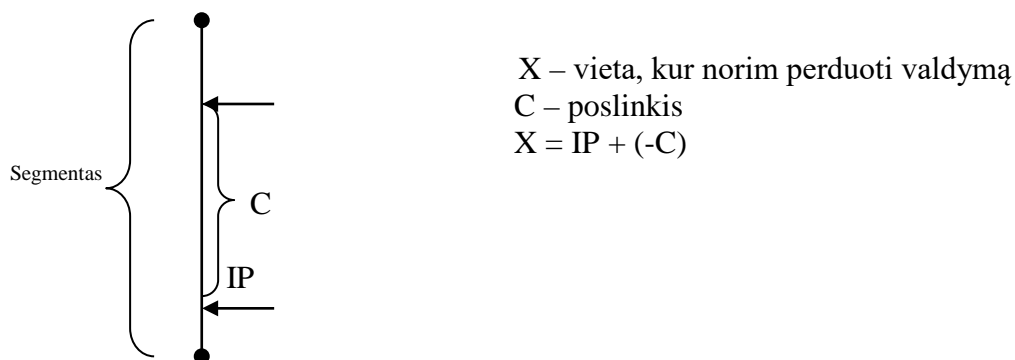 X – vieta, kur norim perduoti valdymą
C – poslinkis
X = IP + (-C)
Segmentas
C
IP